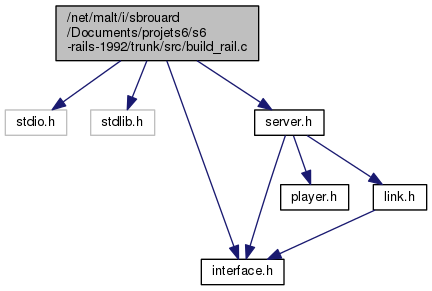 /net/malt/i/sbrouard
/Documents/projets6/s6
-rails-1992/trunk/src/build_rail.c
stdio.h
stdlib.h
server.h
player.h
link.h
interface.h